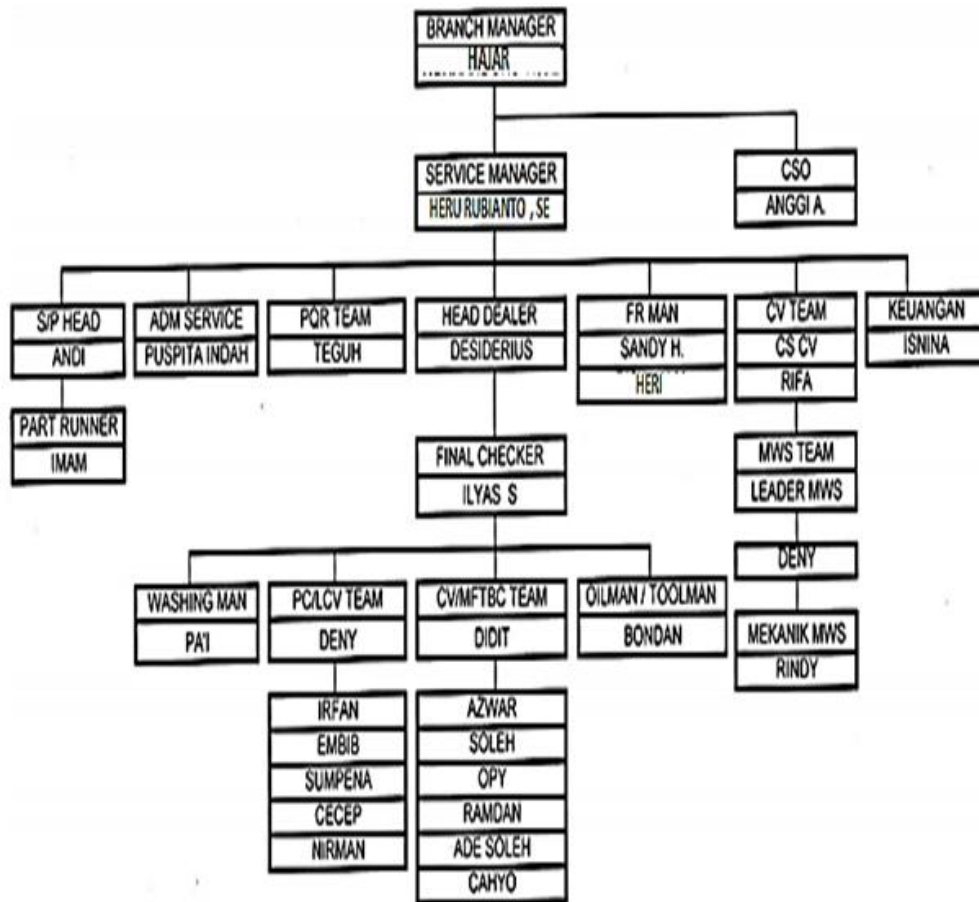 BRANCH MANAGER
HAJAR
SERVICE MANAGER
HERU RUBIANTO , SE
CSO
ANGGI A.
S/P HEAD
ANDI
ADM SERVICE
PUSPITA INDAH
PQR TEAM
TEGUH
HEAD DEALER
DESIDERIUS
FR MAN
SANDY H.
HERI
CV TEAM
CS CV
RIFA
KEUANGAN
ISNINA
PART RUNNER
IMAM
FINAL CHECKER
ILYAS S
MWS TEAM
LEADER MWS
DENY
MEKANIK MWS
RINDY
WASHING MAN
PA'I
PC/LCV TEAM
DENY
CV/MFTBC TEAM
DIDIT
OILMAN / TOOLMAN
BONDAN
IRFAN
EMBIB
SUMPENA
CECEP
NIRMAN
AZWAR
SOLEH
OPY
RAMDAN
ADE SOLEH
CAHYO